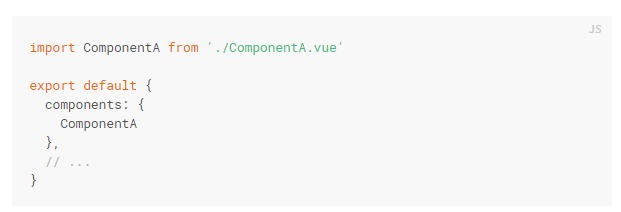 JS
import ComponentA from './ComponentA.vue'
export default {
  components: {
    ComponentA
  },
  // ...
}